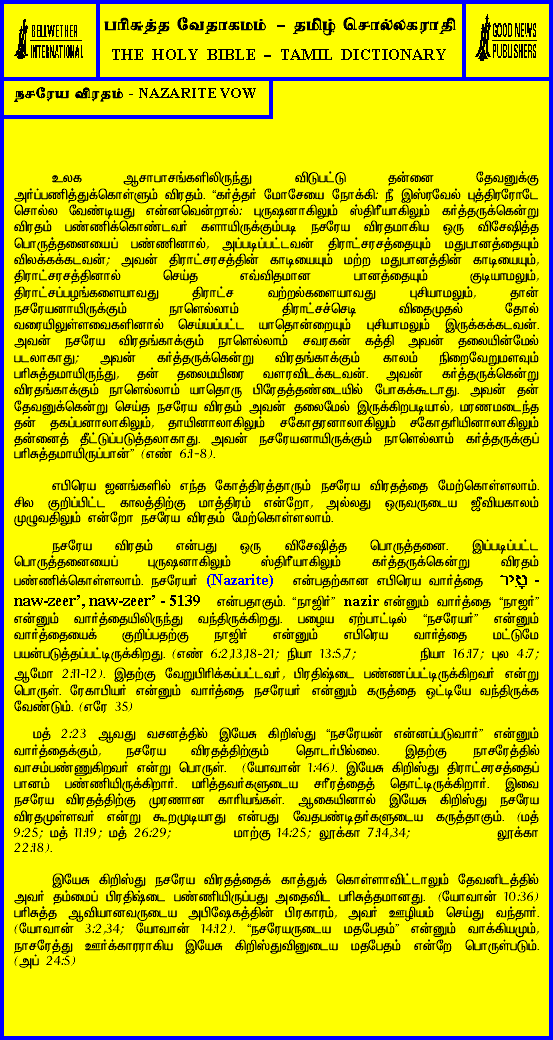 BELLWETHER
INTERNATIONAL
பரிசுத்த வேதாகமம் – தமிழ் சொல்லகராதி
THE HOLY BIBLE – TAMIL DICTIONARY
GOOD NEWS
PUBLISHERS
நசரேய விரதம் - NAZARITE VOW
உலக ஆசாபாசங்களிலிருந்து விடுபட்டு தன்னை தேவனுக்கு
அர்ப்பணித்துக்கொள்ளும் விரதம். “கர்த்தர் மோசேயை நோக்கி: நீ இஸ்ரவேல் புத்திரரோடே
சொல்ல வேண்டியது என்னவென்றால்: புருஷனாகிலும் ஸ்திரீயாகிலும் கர்த்தருக்கென்று
விரதம் பண்ணிக்கொண்டவர் களாயிருக்கும்படி நசரேய விரதமாகிய ஒரு விசேஷித்த
பொருத்தனையைப் பண்ணினால், அப்படிப்பட்டவன் திராட்சரசத்தையும் மதுபானத்தையும்
விலக்கக்கடவன்; அவன் திராட்சரசத்தின் காடியையும் மற்ற மதுபானத்தின் காடியையும்,
திராட்சரசத்தினால் செய்த எவ்விதமான பானத்தையும் குடியாமலும்,
திராட்சப்பழங்களையாவது திராட்ச வற்றல்களையாவது புசியாமலும், தான்
நசரேயனாயிருக்கும் நாளெல்லாம் திராட்சச்செடி விதைமுதல் தோல்
வரையிலுள்ளவைகளினால் செய்யப்பட்ட யாதொன்றையும் புசியாமலும் இருக்கக்கடவன்.
அவன் நசரேய விரதங்காக்கும் நாளெல்லாம் சவரகன் கத்தி அவன் தலையின்மேல்
படலாகாது; அவன் கர்த்தருக்கென்று விரதங்காக்கும் காலம் நிறைவேறுமளவும்
பரிசுத்தமாயிருந்து, தன் தலைமயிரை வளரவிடக்கடவன். அவன் கர்த்தருக்கென்று
விரதங்காக்கும் நாளெல்லாம் யாதொரு பிரேதத்தண்டையில் போகக்கூடாது. அவன் தன்
தேவனுக்கென்று செய்த நசரேய விரதம் அவன் தலைமேல் இருக்கிறபடியால், மரணமடைந்த
தன் தகப்பனாலாகிலும், தாயினாலாகிலும் சகோதரனாலாகிலும் சகோதரியினாலாகிலும்
தன்னைத் தீட்டுப்படுத்தலாகாது. அவன் நசரேயனாயிருக்கும் நாளெல்லாம் கர்த்தருக்குப்
பரிசுத்தமாயிருப்பான்” (எண் 6:1-8).
எபிரெய ஜனங்களில் எந்த கோத்திரத்தாரும் நசரேய விரதத்தை மேற்கொள்ளலாம்.
சில குறிப்பிட்ட காலத்திற்கு மாத்திரம் என்றோ, அல்லது ஒருவருடைய ஜீவியகாலம்
முழுவதிலும் என்றோ நசரேய விரதம் மேற்கொள்ளலாம்.
நசரேய விரதம் என்பது ஒரு விசேஷித்த பொருத்தனை. இப்படிப்பட்ட
பொருத்தனையைப் புருஷனாகிலும் ஸ்திரீயாகிலும் கர்த்தருக்கென்று விரதம்
பண்ணிக்கொள்ளலாம். நசரேயர் (Nazarite) என்பதற்கான எபிரெய வார்த்தை נָזִיר -
naw-zeer’, naw-zeer’ - 5139 என்பதாகும். “நாஜிர்” nazir என்னும் வார்த்தை “நாஜர்”
என்னும் வார்த்தையிலிருந்து வந்திருக்கிறது. பழைய ஏற்பாட்டில் “நசரேயர்” என்னும்
வார்த்தையைக் குறிப்பதற்கு நாஜிர் என்னும் எபிரெய வார்த்தை மட்டுமே
பயன்படுத்தப்பட்டிருக்கிறது. (எண் 6:2,13,18-21; நியா 13:5,7; நியா 16:17; புல 4:7;
ஆமோ 2:11-12). இதற்கு வேறுபிரிக்கப்பட்டவர், பிரதிஷ்டை பண்ணப்பட்டிருக்கிறவர் என்று
பொருள். ரேகாபியர் என்னும் வார்த்தை நசரேயர் என்னும் கருத்தை ஒட்டியே வந்திருக்க
வேண்டும். (எரே 35)
மத் 2:23 ஆவது வசனத்தில் இயேசு கிறிஸ்து “நசரேயன் என்னப்படுவார்” என்னும்
வார்த்தைக்கும், நசரேய விரதத்திற்கும் தொடர்பில்லை. இதற்கு நாசரேத்தில்
வாசம்பண்ணுகிறவர் என்று பொருள். (யோவான் 1:46). இயேசு கிறிஸ்து திராட்சரசத்தைப்
பானம் பண்ணியிருக்கிறார். மரித்தவர்களுடைய சரீரத்தைத் தொட்டிருக்கிறார். இவை
நசரேய விரதத்திற்கு முரணான காரியங்கள். ஆகையினால் இயேசு கிறிஸ்து நசரேய
விரதமுள்ளவர் என்று கூறமுடியாது என்பது வேதபண்டிதர்களுடைய கருத்தாகும். (மத்
9:25; மத் 11:19; மத் 26:29; மாற்கு 14:25; லூக்கா 7:14,34; லூக்கா
22:18).
இயேசு கிறிஸ்து நசரேய விரதத்தைக் காத்துக் கொள்ளாவிட்டாலும் தேவனிடத்தில்
அவர் தம்மைப் பிரதிஷ்டை பண்ணியிருப்பது அதைவிட பரிசுத்தமானது. (யோவான் 10:36)
பரிசுத்த ஆவியானவருடைய அபிஷேகத்தின் பிரகாரம், அவர் ஊழியம் செய்து வந்தார்.
(யோவான் 3:2,34; யோவான் 14:12). “நசரேயருடைய மதபேதம்” என்னும் வாக்கியமும்,
நாசரேத்து ஊர்க்காரராகிய இயேசு கிறிஸ்துவினுடைய மதபேதம் என்றே பொருள்படும்.
(அப் 24:5)